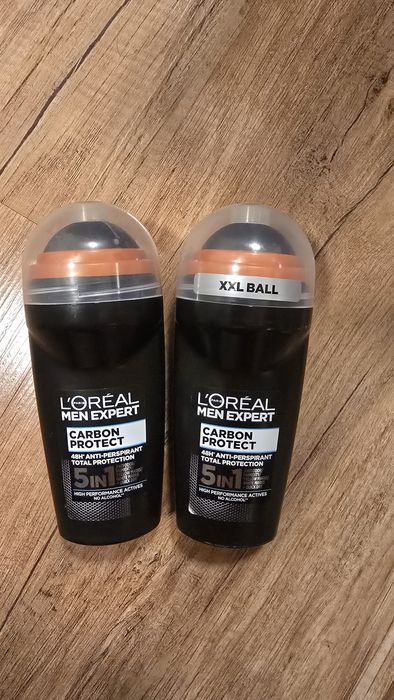 L'ORÉAL
MEN EXPERT
CARBON
PROTECT
48H ANTI-PERSPIRANT
TOTAL PROTECTION
5IN1
HIGH PERFORMANCE ACTIVES
NO ALCOHOL
XXL BALL
L'ORÉAL
MEN EXPERT
CARBON
PROTECT
48H ANTI-PERSPIRANT
TOTAL PROTECTION
5IN1
HIGH PERFORMANCE ACTIVES
NO ALCOHOL